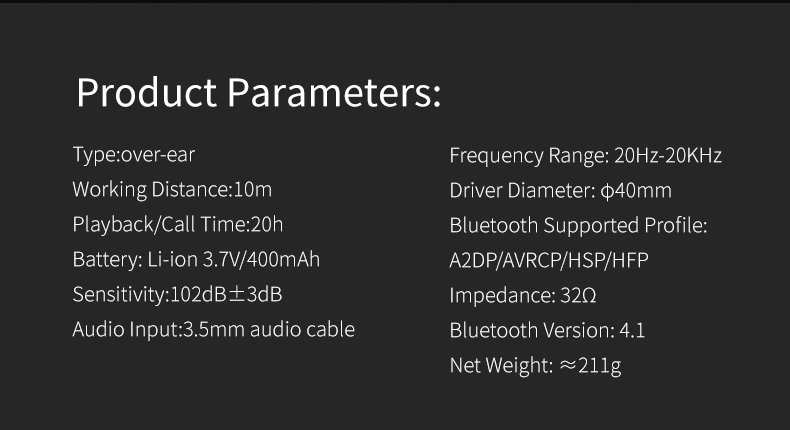 Product Parameters:
Type:over-ear
Working Distance:10m
Playback/Call Time:20h
Battery: Li-ion 3.7V/400mAh
Sensitivity:102dB±3dB
Audio Input:3.5mm audio cable
Frequency Range: 20Hz-20KHz
Driver Diameter: φ40mm
Bluetooth Supported Profile:
A2DP/AVRCP/HSP/HFP
Impedance: 32Ω
Bluetooth Version: 4.1
Net Weight: ≈211g